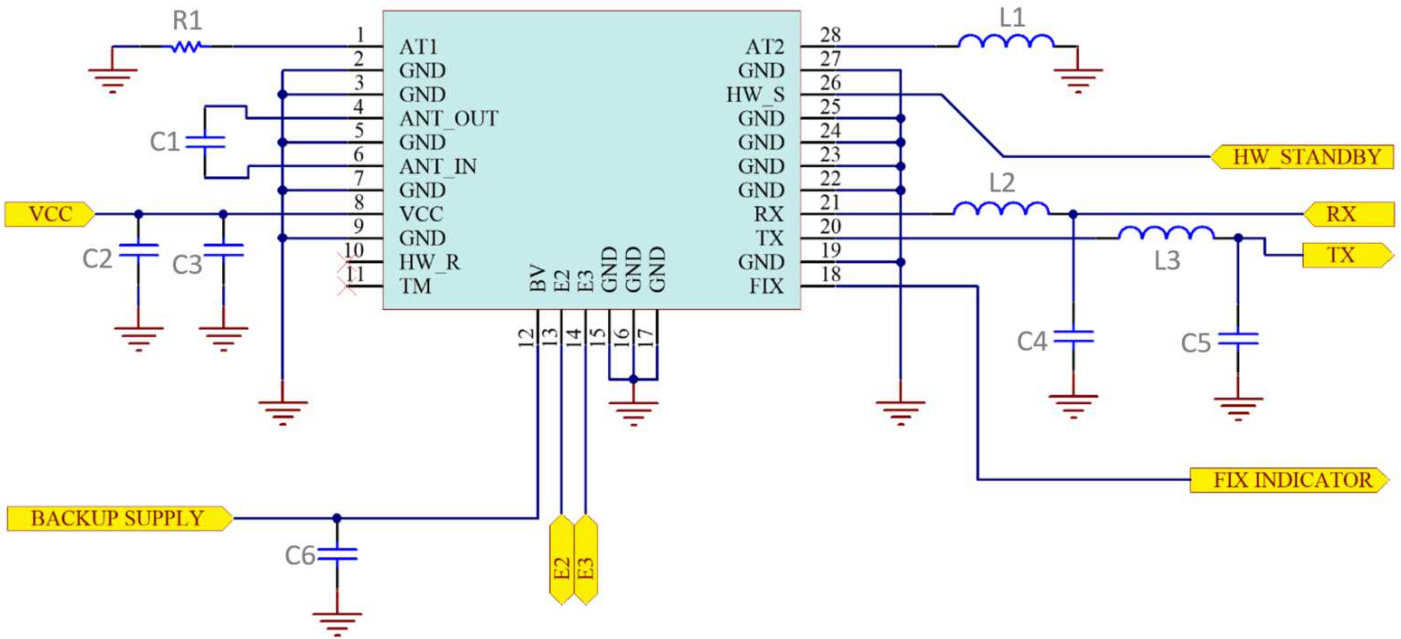 R1
L1
1 AT1 AT2 28
2 GND GND 27
3 GND HW_S 26
4 ANT_OUT GND 25
C1
5 GND GND 24
6 ANT_IN GND 23
HW_STANDBY
7 GND GND 22
L2
VCC 8 VCC RX 21 RX
9 GND TX 20
C2 C3
10 HW_R GND 19
L3 TX
11 TM FIX 18
BV E2 E3 GND GND GND
12 13 14 15 16 17
C4 C5
FIX INDICATOR
BACKUP SUPPLY
C6
E2 E3